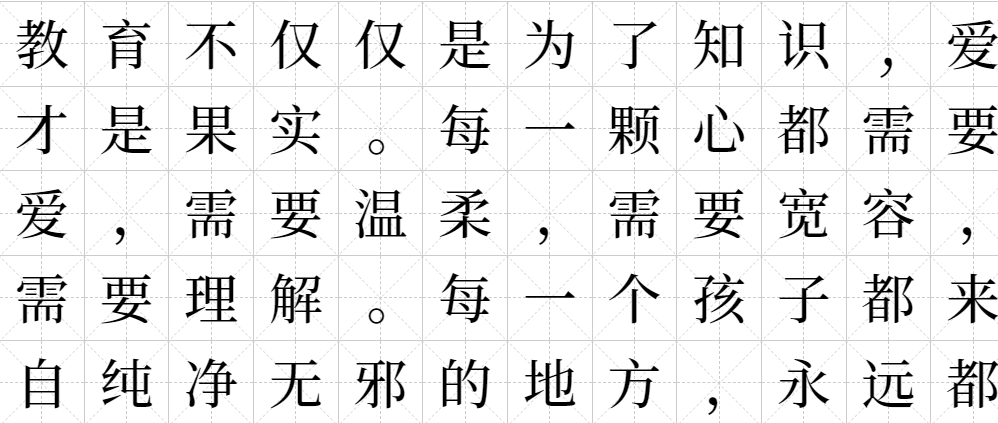 教育不仅仅是为了知识，爱
才是果实。每一颗心都需要
爱，需要温柔，需要宽容，
需要理解。每一个孩子都来
自纯净无邪的地方，永远都